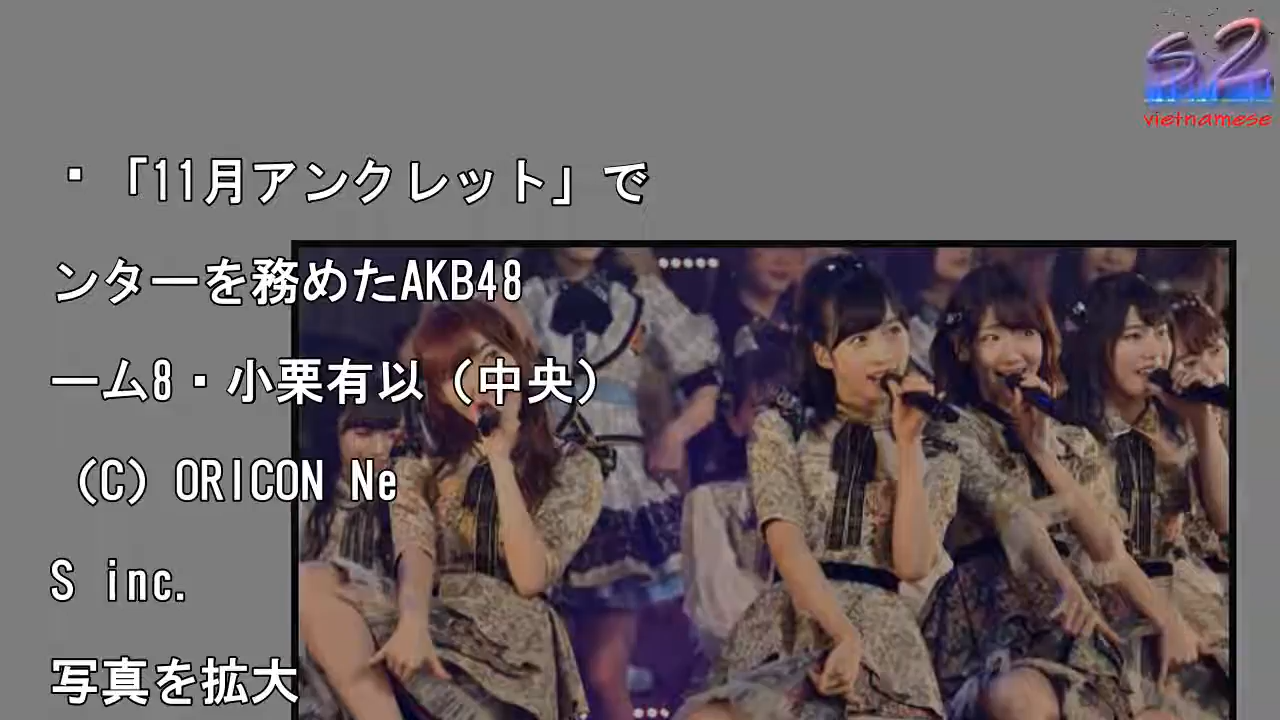 s2
vietnamese
・「11月アンクレット」で
ンターを務めたAKB48
ーム8・小栗有以（中央）
（C）ORICON Ne
S inc.
写真を拡大